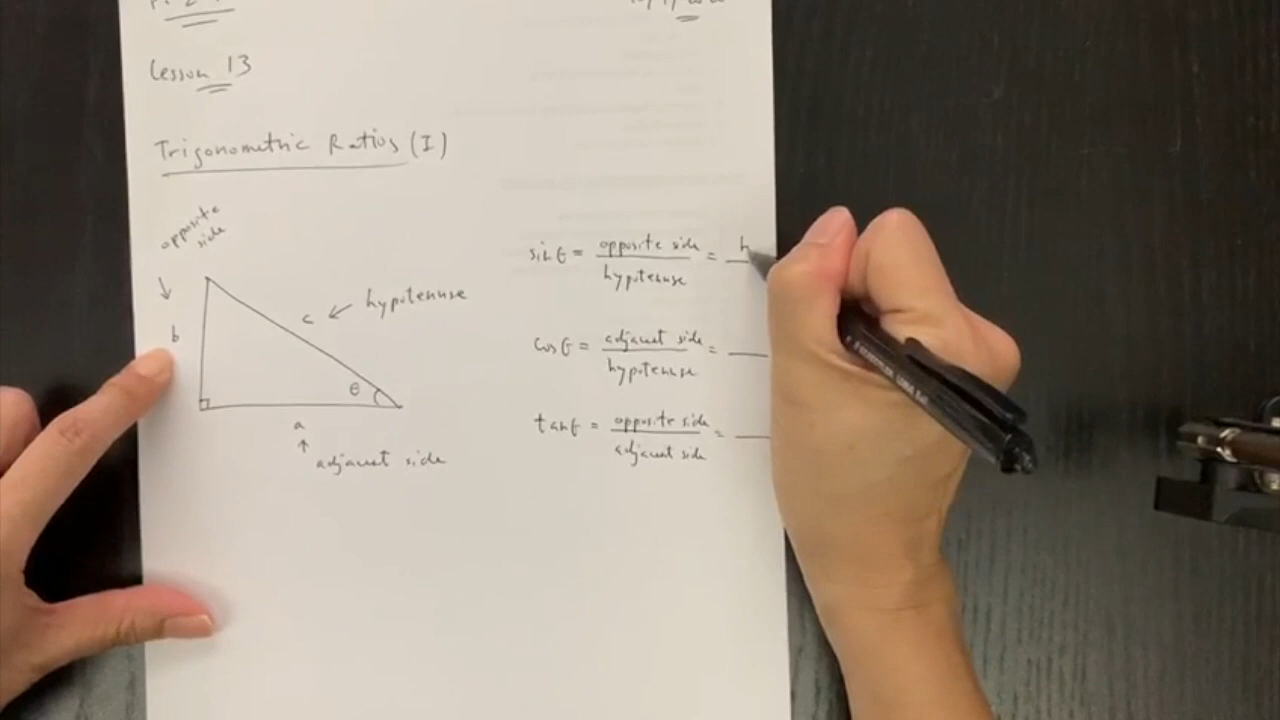 Lesson 13
Trigonometric Ratios (I)
opposite
side
b
c
hypotenuse
θ
a
adjacent side
sin θ = opposite side / hypotenuse =
cos θ = adjacent side / hypotenuse =
tan θ = opposite side / adjacent side =
STAEDTLER